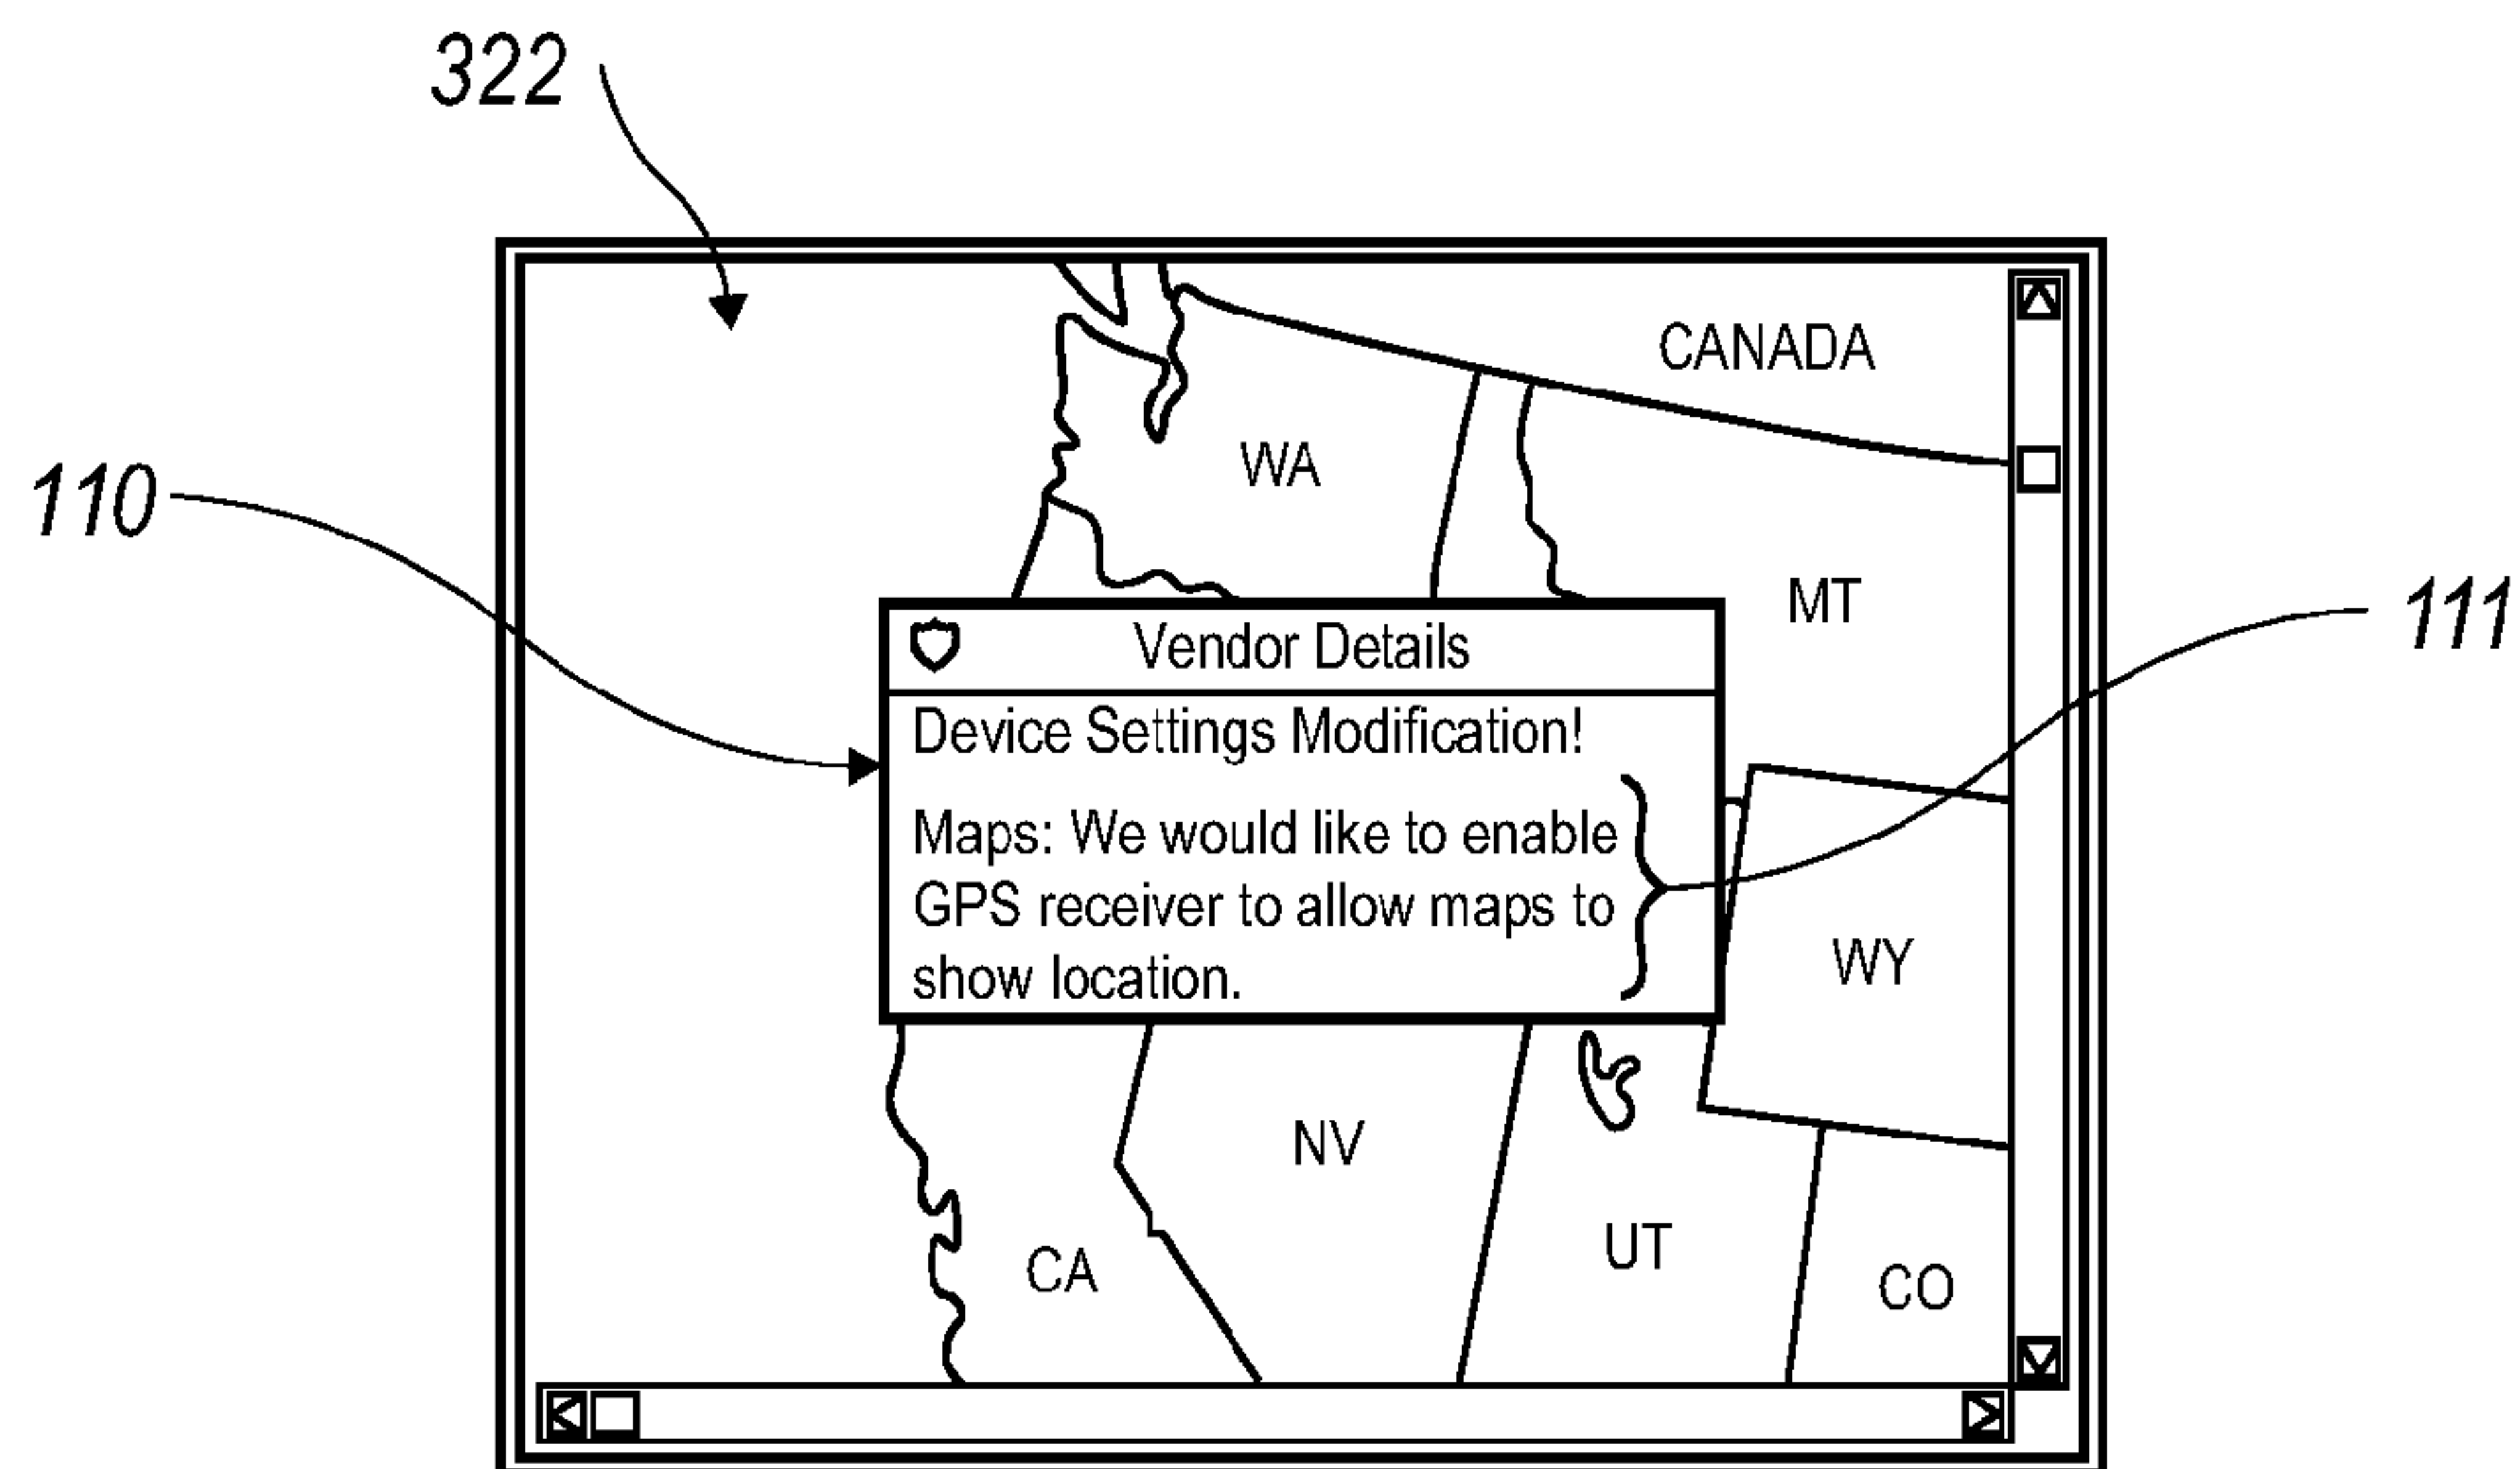 322
CANADA
WA
110
MT
111
Vendor Details
Device Settings Modification!
Maps: We would like to enable
GPS receiver to allow maps to
show location.
WY
NV
UT
CA
CO